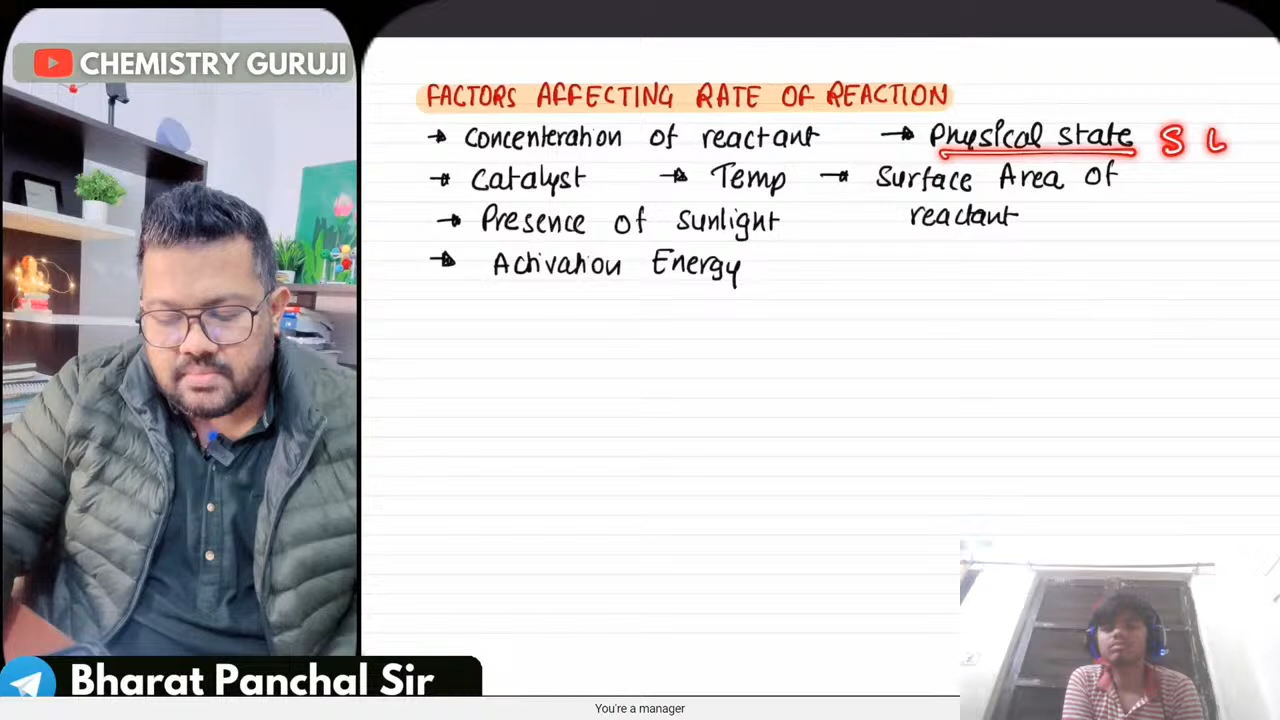 CHEMISTRY GURUJI
FACTORS AFFECTING RATE OF REACTION
→ Concenteration of reactant → Physical state S L
→ Catalyst → Temp → Surface Area of
reactant
→ Presence of sunlight
→ Activation Energy
Bharat Panchal Sir
You're a manager